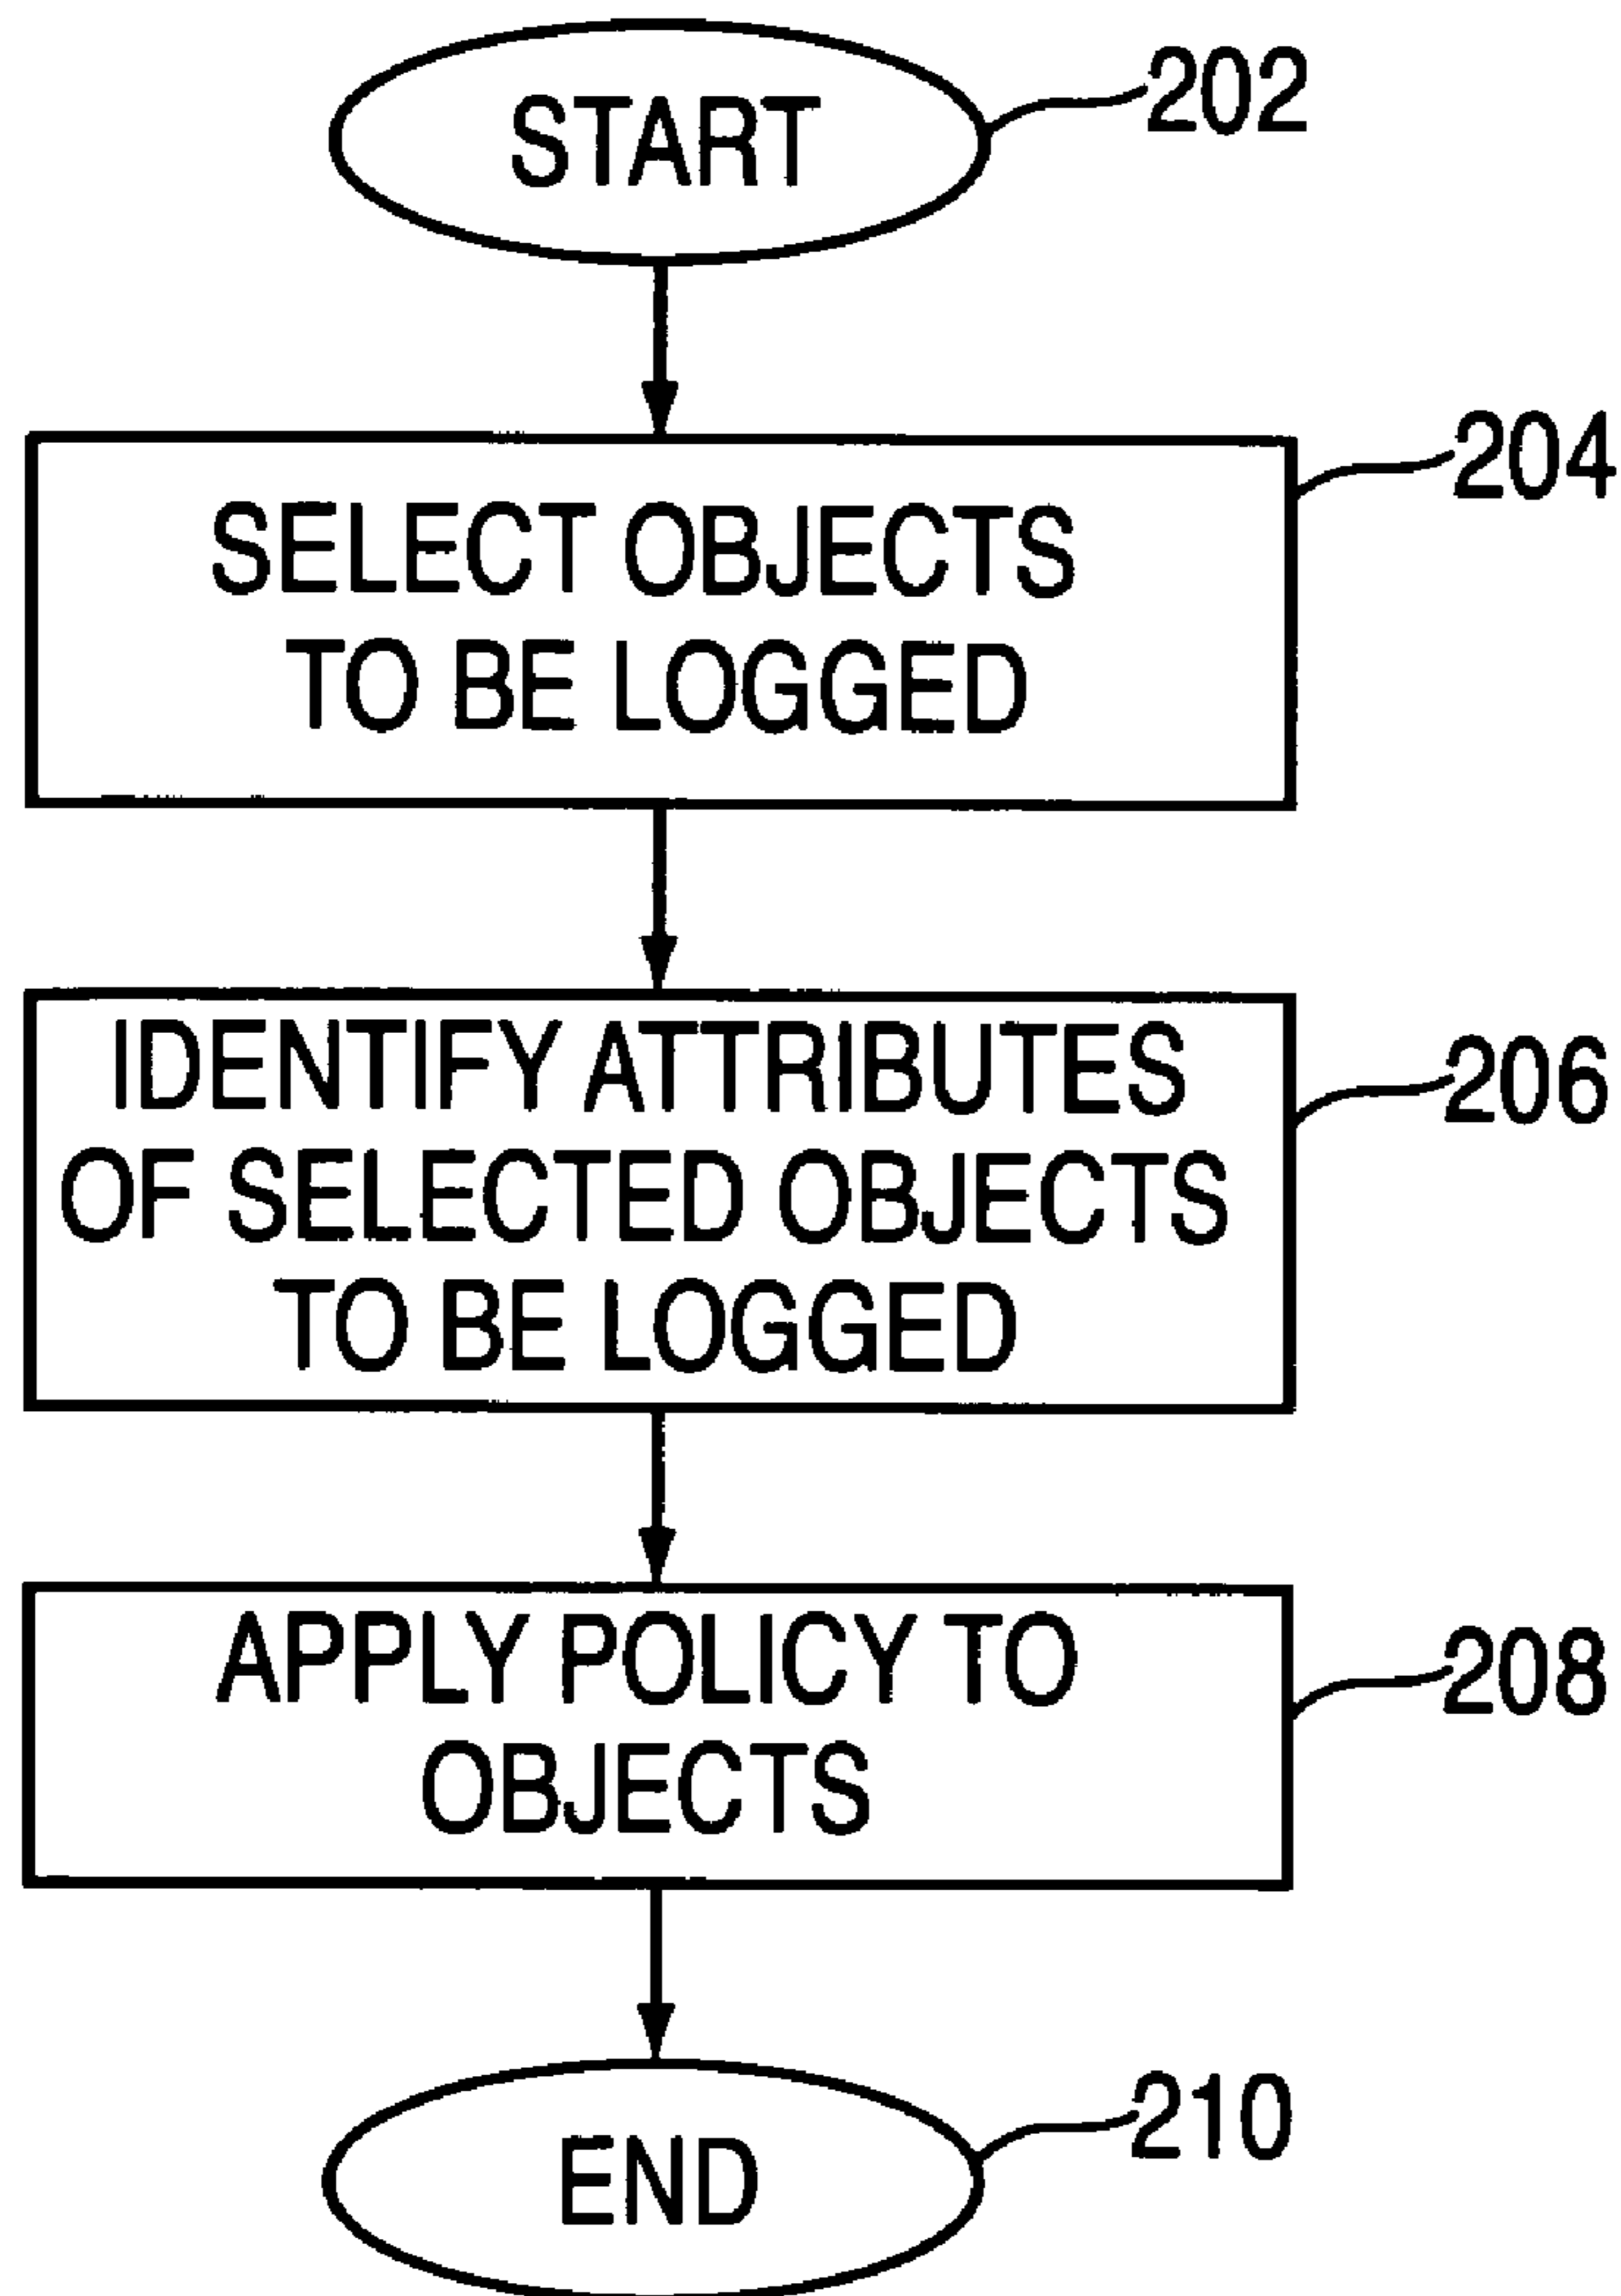 START
202
SELECT OBJECTS
TO BE LOGGED
204
IDENTIFY ATTRIBUTES
OF SELECTED OBJECTS
TO BE LOGGED
206
APPLY POLICY TO
OBJECTS
208
END
210